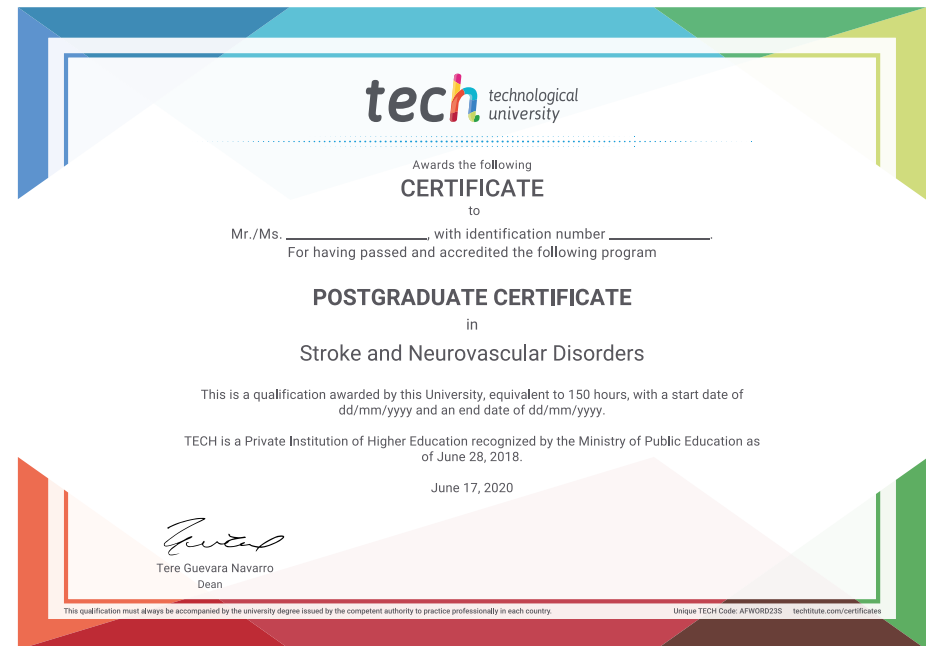 tech technological
university
Awards the following
CERTIFICATE
to
Mr./Ms. ____________________, with identification number ______________.
For having passed and accredited the following program
POSTGRADUATE CERTIFICATE
in
Stroke and Neurovascular Disorders
This is a qualification awarded by this University, equivalent to 150 hours, with a start date of
dd/mm/yyyy and an end date of dd/mm/yyyy.
TECH is a Private Institution of Higher Education recognized by the Ministry of Public Education as
of June 28, 2018.
June 17, 2020
Tere Guevara Navarro
Dean
This qualification must always be accompanied by the university degree issued by the competent authority to practice professionally in each country.
Unique TECH Code: AFWORD23S techtitute.com/certificates